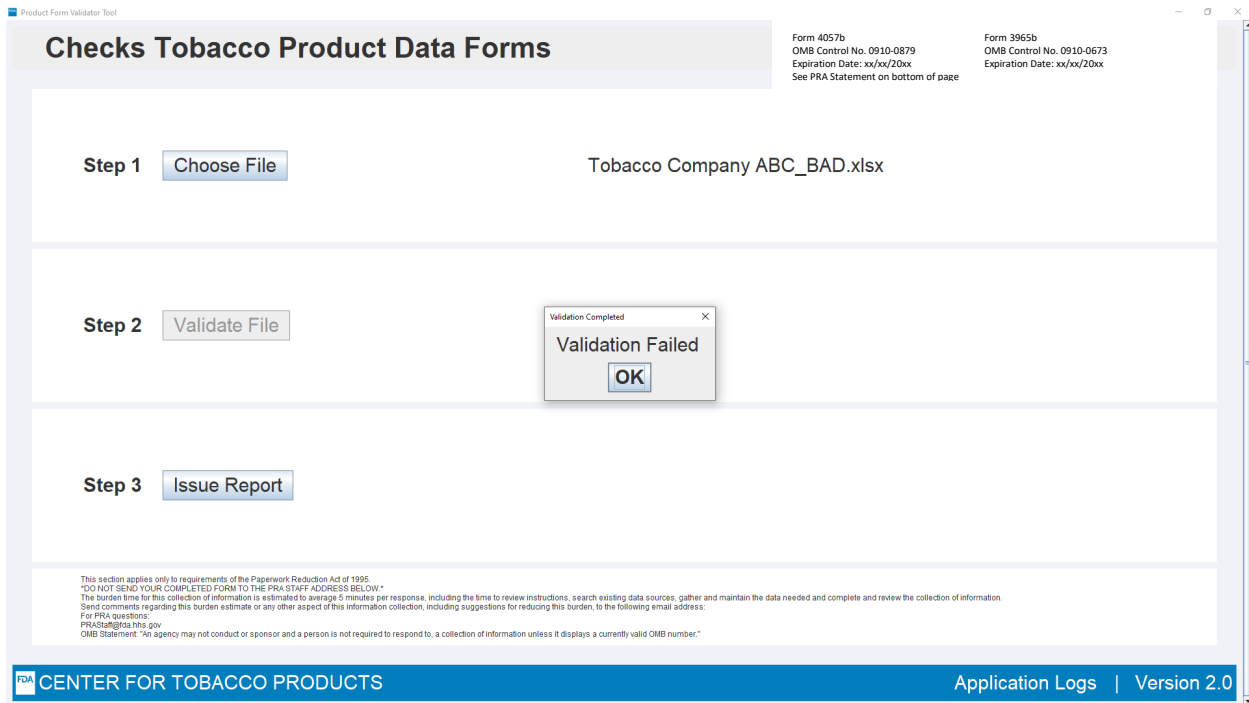 FDA Product Form Validator Tool
Checks Tobacco Product Data Forms
Form 4057b
OMB Control No. 0910-0879
Expiration Date: xx/xx/20xx
See PRA Statement on bottom of page
Form 3965b
OMB Control No. 0910-0673
Expiration Date: xx/xx/20xx
Step 1 Choose File Tobacco Company ABC_BAD.xlsx
Step 2 Validate File
Validation Completed
Validation Failed
OK
Step 3 Issue Report
This section applies only to requirements of the Paperwork Reduction Act of 1995.
*DO NOT SEND YOUR COMPLETED FORM TO THE PRA STAFF ADDRESS BELOW.*
The burden time for this collection of information is estimated to average 5 minutes per response, including the time to review instructions, search existing data sources, gather and maintain the data needed and complete and review the collection of information.
Send comments regarding this burden estimate or any other aspect of this information collection, including suggestions for reducing this burden, to the following email address:
For PRA questions:
PRAStaff@fda.hhs.gov
OMB Statement: "An agency may not conduct or sponsor and a person is not required to respond to, a collection of information unless it displays a currently valid OMB number."
FDA CENTER FOR TOBACCO PRODUCTS Application Logs | Version 2.0